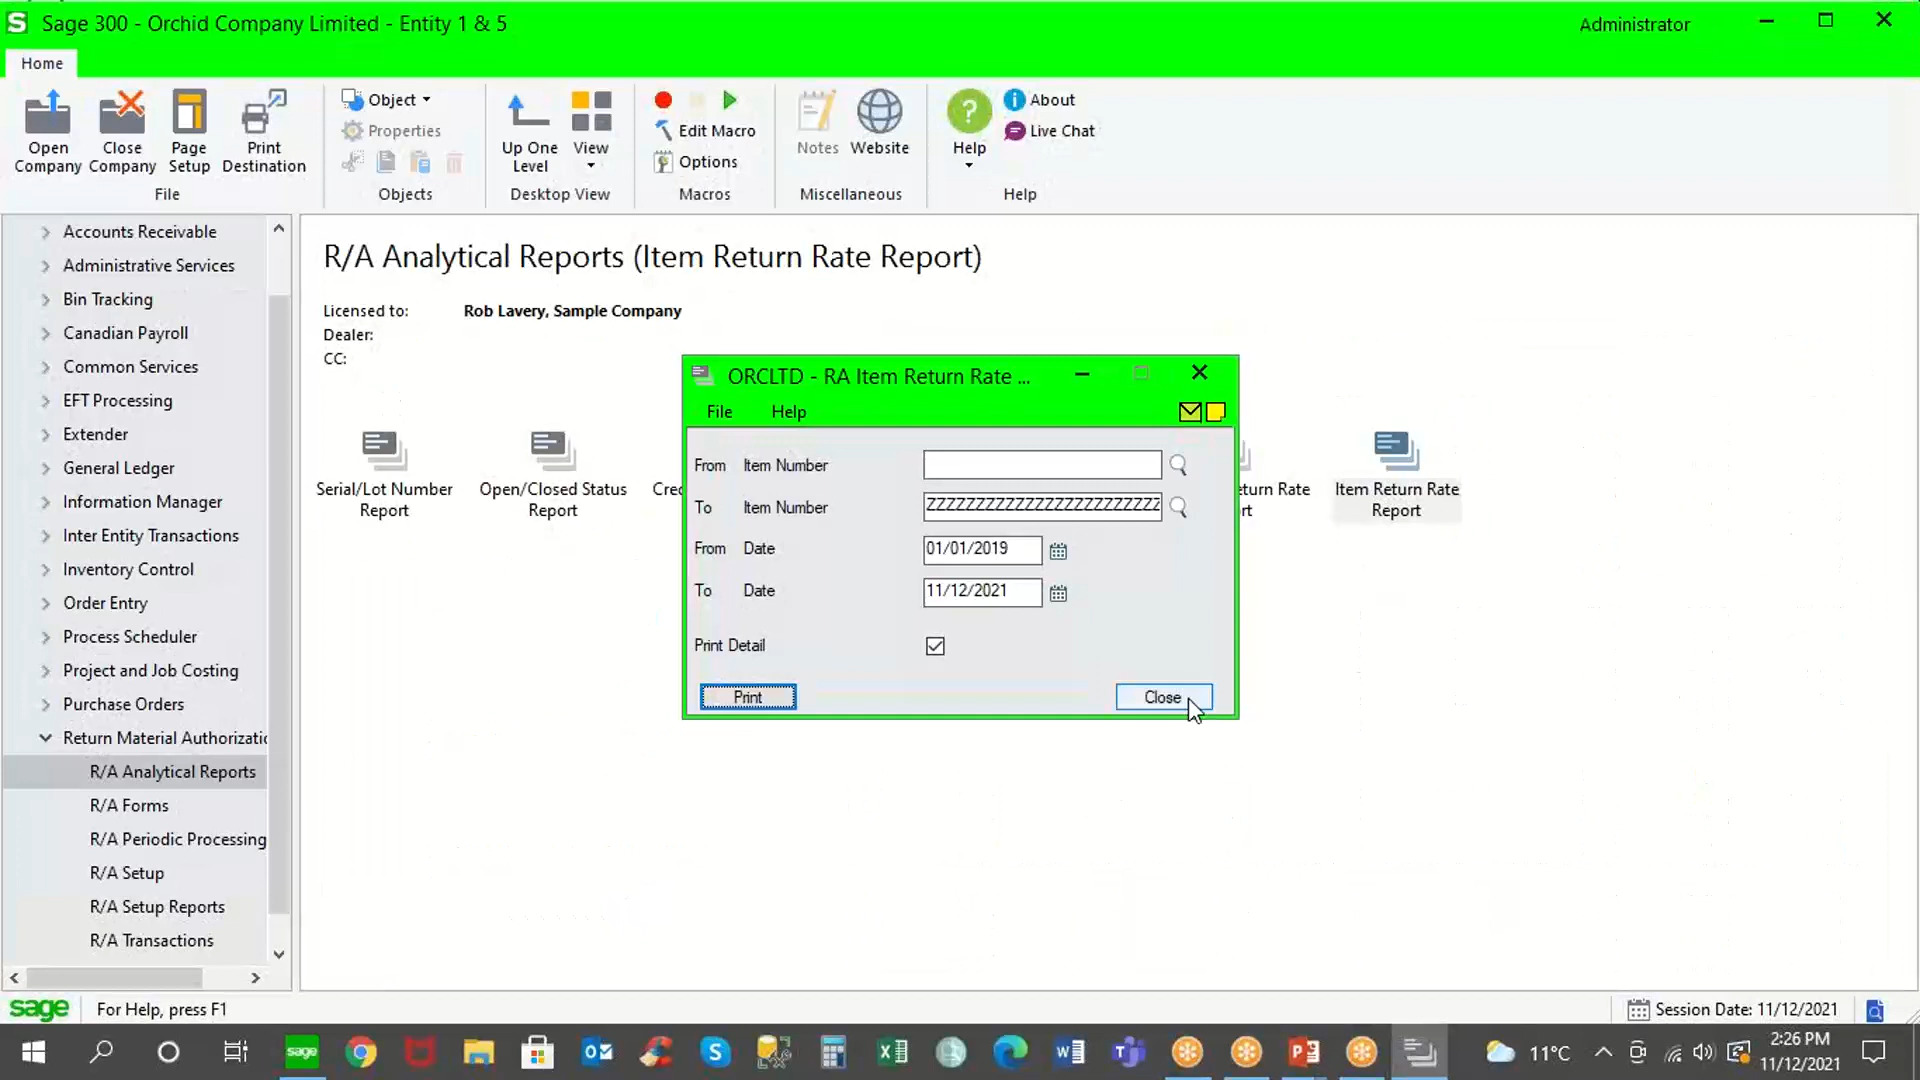 Sage 300 - Orchid Company Limited - Entity 1 & 5
Administrator
Home
Open Company
Close Company
Page Setup
Print Destination
File
Object
Properties
Objects
Up One Level
View
Desktop View
Edit Macro
Options
Macros
Notes
Website
Miscellaneous
Help
About
Live Chat
Help
Accounts Receivable
Administrative Services
Bin Tracking
Canadian Payroll
Common Services
EFT Processing
Extender
General Ledger
Information Manager
Inter Entity Transactions
Inventory Control
Order Entry
Process Scheduler
Project and Job Costing
Purchase Orders
Return Material Authorizatio
R/A Analytical Reports
R/A Forms
R/A Periodic Processing
R/A Setup
R/A Setup Reports
R/A Transactions
R/A Analytical Reports (Item Return Rate Report)
Licensed to: Rob Lavery, Sample Company
Dealer:
CC:
Serial/Lot Number
Report
Open/Closed Status
Report
Cre
eturn Rate
rt
Item Return Rate
Report
ORCLTD - RA Item Return Rate ...
File Help
From Item Number
To Item Number ZZZZZZZZZZZZZZZZZZZZZZZZ
From Date 01/01/2019
To Date 11/12/2021
Print Detail
Print Close
sage For Help, press F1
Session Date: 11/12/2021
sage
11°C
2:26 PM
11/12/2021